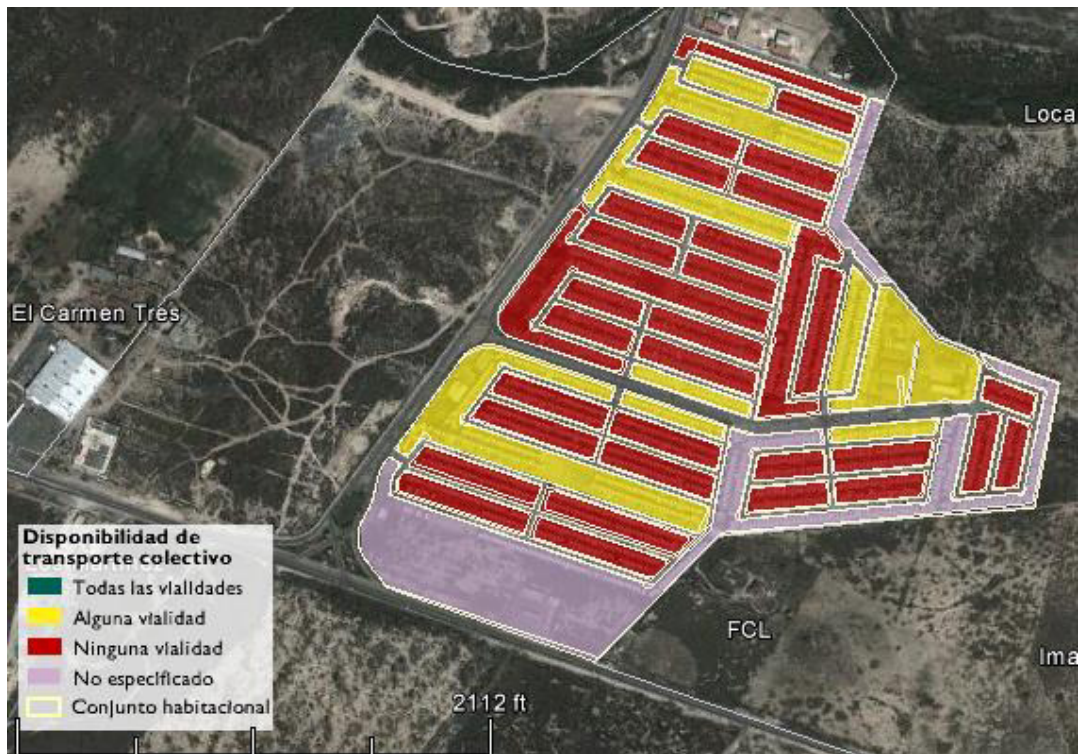 Loca
El Carmen Tres
Disponibilidad de
transporte colectivo
Todas las vialidades
Alguna vialidad
Ninguna vialidad
No especificado
Conjunto habitacional
FCL
Ima
2112 ft